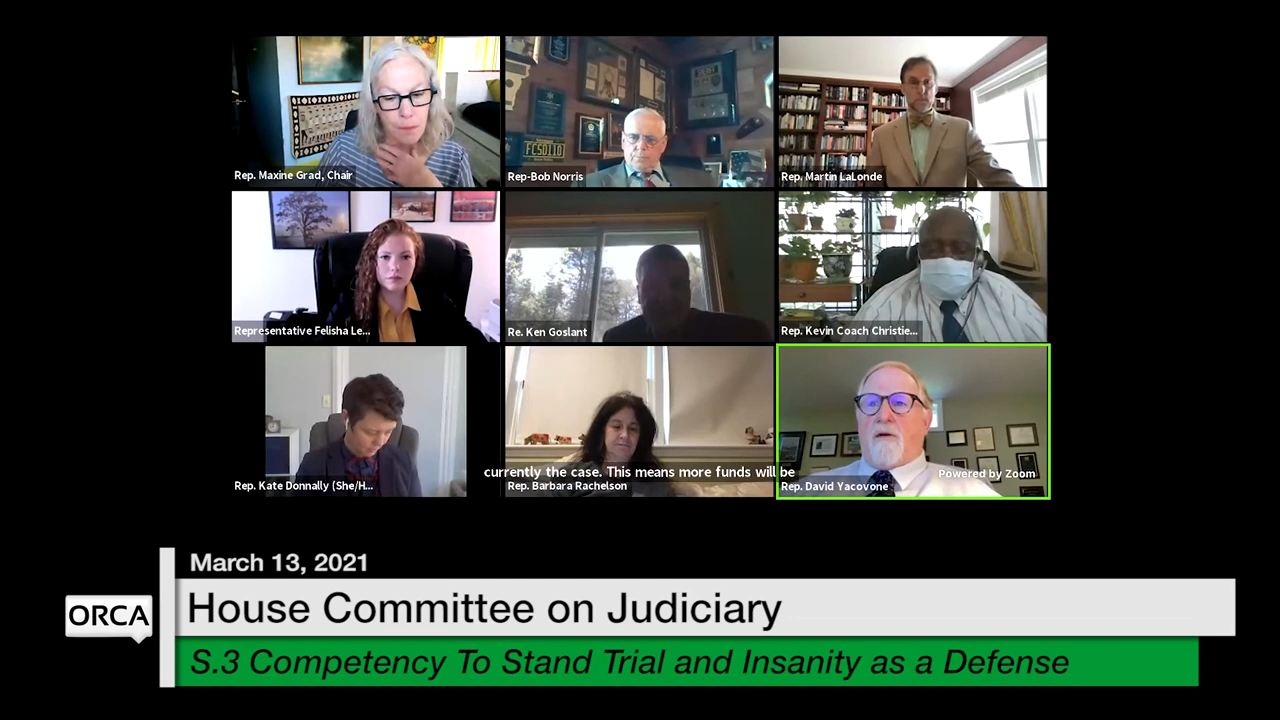 FCSO110
Rep. Maxine Grad, Chair
Rep-Bob Norris
Rep. Martin LaLonde
Representative Felisha Le...
Re. Ken Goslant
Rep. Kevin Coach Christie...
currently the case. This means more funds will be
Powered by Zoom
Rep. Kate Donnally (She/H...
Rep. Barbara Rachelson
Rep. David Yacovone
March 13, 2021
ORCA
House Committee on Judiciary
S.3 Competency To Stand Trial and Insanity as a Defense